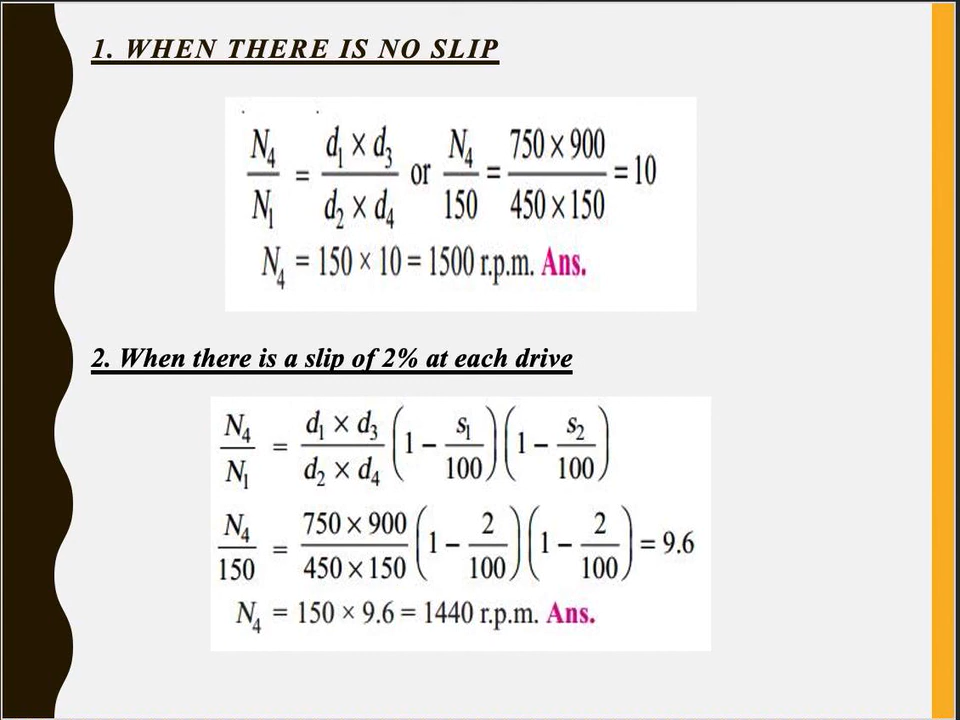 1. WHEN THERE IS NO SLIP
N₄/N₁ = (d₁ × d₃)/(d₂ × d₄) or N₄/150 = (750 × 900)/(450 × 150) = 10
N₄ = 150 × 10 = 1500 r.p.m. Ans.
2. When there is a slip of 2% at each drive
N₄/N₁ = (d₁ × d₃)/(d₂ × d₄) (1 − s₁/100)(1 − s₂/100)
N₄/150 = (750 × 900)/(450 × 150) (1 − 2/100)(1 − 2/100) = 9.6
N₄ = 150 × 9.6 = 1440 r.p.m. Ans.